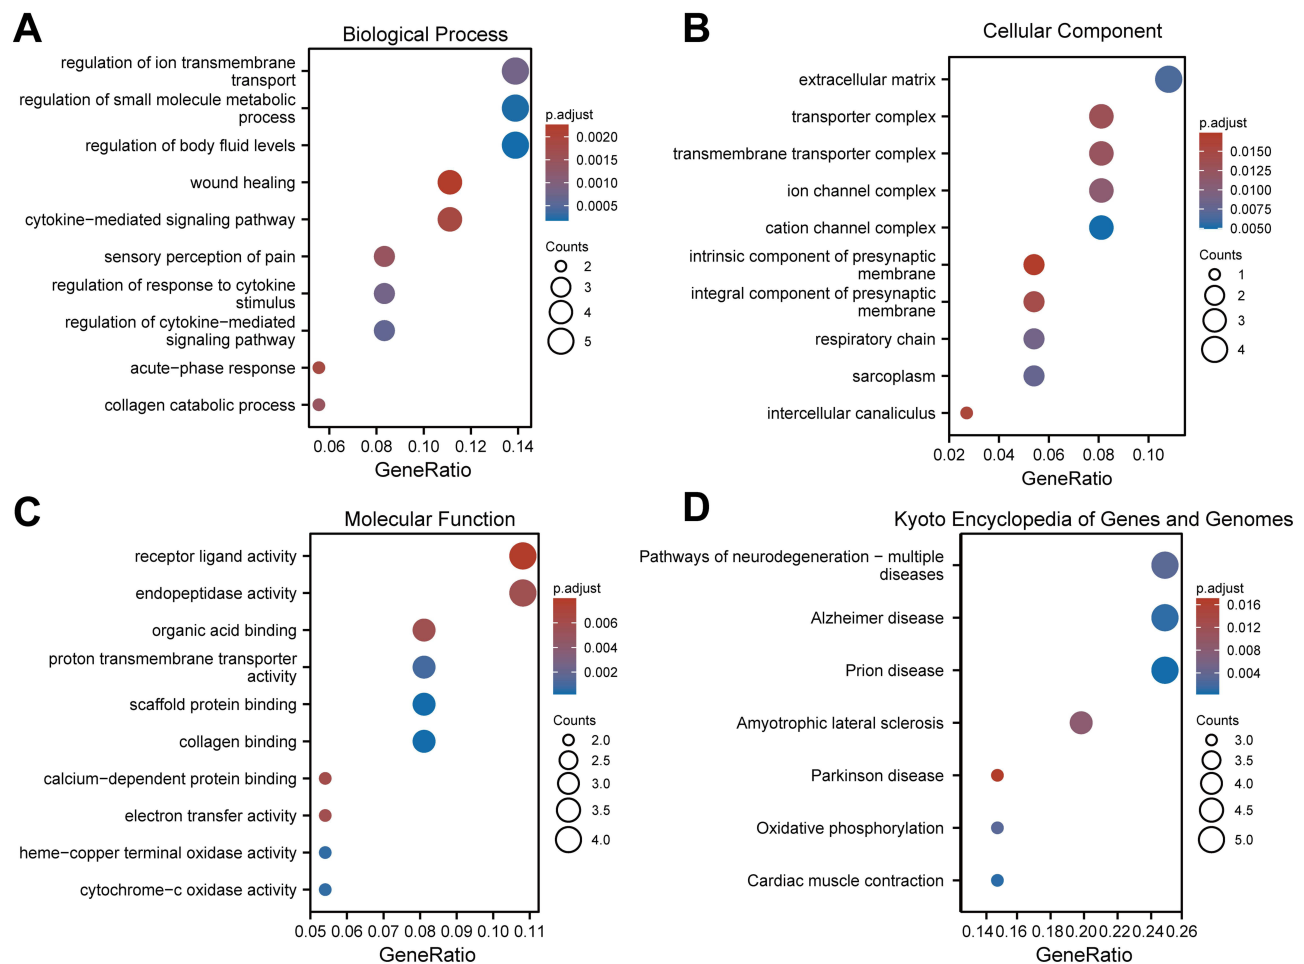 A
Biological Process
regulation of ion transmembrane
transport
regulation of small molecule metabolic
process
regulation of body fluid levels
wound healing
cytokine−mediated signaling pathway
sensory perception of pain
regulation of response to cytokine
stimulus
regulation of cytokine−mediated
signaling pathway
acute−phase response
collagen catabolic process
0.06 0.08 0.10 0.12 0.14
GeneRatio
p.adjust
0.0020
0.0015
0.0010
0.0005
Counts
2
3
4
5
B
Cellular Component
extracellular matrix
transporter complex
transmembrane transporter complex
ion channel complex
cation channel complex
intrinsic component of presynaptic
membrane
integral component of presynaptic
membrane
respiratory chain
sarcoplasm
intercellular canaliculus
0.02 0.04 0.06 0.08 0.10
GeneRatio
p.adjust
0.0150
0.0125
0.0100
0.0075
0.0050
Counts
1
2
3
4
C
Molecular Function
receptor ligand activity
endopeptidase activity
organic acid binding
proton transmembrane transporter
activity
scaffold protein binding
collagen binding
calcium−dependent protein binding
electron transfer activity
heme−copper terminal oxidase activity
cytochrome−c oxidase activity
0.05 0.06 0.07 0.08 0.09 0.10 0.11
GeneRatio
p.adjust
0.006
0.004
0.002
Counts
2.0
2.5
3.0
3.5
4.0
D
Kyoto Encyclopedia of Genes and Genomes
Pathways of neurodegeneration − multiple
diseases
Alzheimer disease
Prion disease
Amyotrophic lateral sclerosis
Parkinson disease
Oxidative phosphorylation
Cardiac muscle contraction
0.14 0.16 0.18 0.20 0.22 0.24 0.26
GeneRatio
p.adjust
0.016
0.012
0.008
0.004
Counts
3.0
3.5
4.0
4.5
5.0